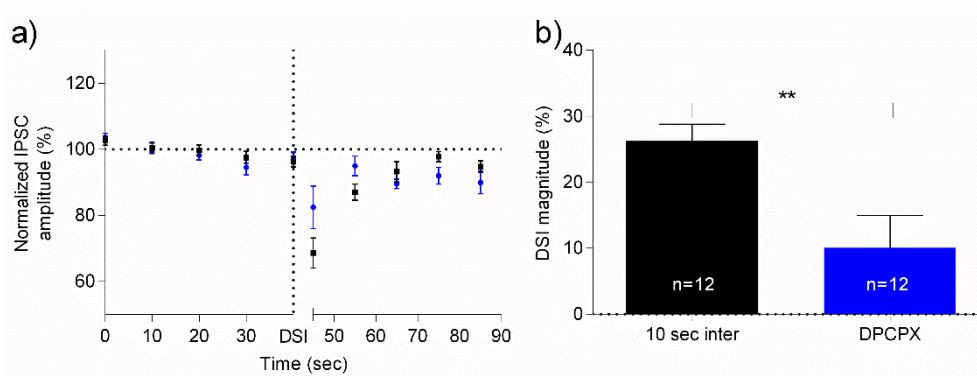 a)
Normalized IPSC
amplitude (%)
120
100
80
60
0 10 20 30 DSI 50 60 70 80 90
Time (sec)
b)
DSI magnitude (%)
40
30
20
10
0
**
n=12 n=12
10 sec inter DPCPX